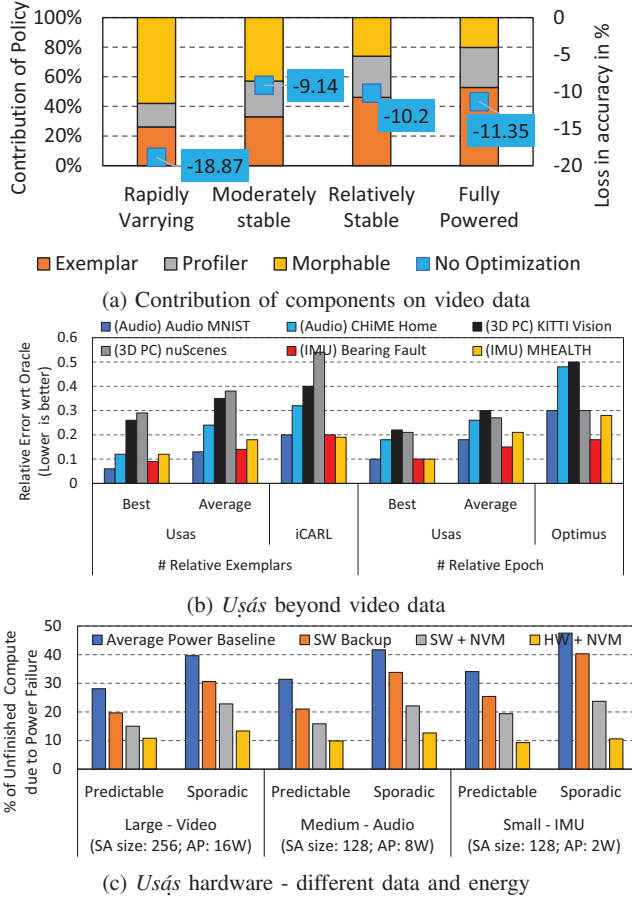 Contribution of Policy
100%
80%
60%
40%
20%
0%
0
-5
-10
-15
-20
Loss in accuracy in %
-18.87
-9.14
-10.2
-11.35
Rapidly Varrying
Moderately stable
Relatively Stable
Fully Powered
Exemplar Profiler Morphable No Optimization
(a) Contribution of components on video data
Relative Error wrt Oracle
(Lower is better)
(Audio) Audio MNIST (Audio) CHiME Home (3D PC) KITTI Vision
(3D PC) nuScenes (IMU) Bearing Fault (IMU) MHEALTH
0.6
0.5
0.4
0.3
0.2
0.1
0
Best Average Best Average
Usas iCARL Usas Optimus
# Relative Exemplars # Relative Epoch
(b) Uṣás beyond video data
% of Unfinished Compute
due to Power Failure
50
40
30
20
10
0
Average Power Baseline SW Backup SW + NVM HW + NVM
Predictable Sporadic Predictable Sporadic Predictable Sporadic
Large - Video Medium - Audio Small - IMU
(SA size: 256; AP: 16W) (SA size: 128; AP: 8W) (SA size: 128; AP: 2W)
(c) Uṣás hardware - different data and energy